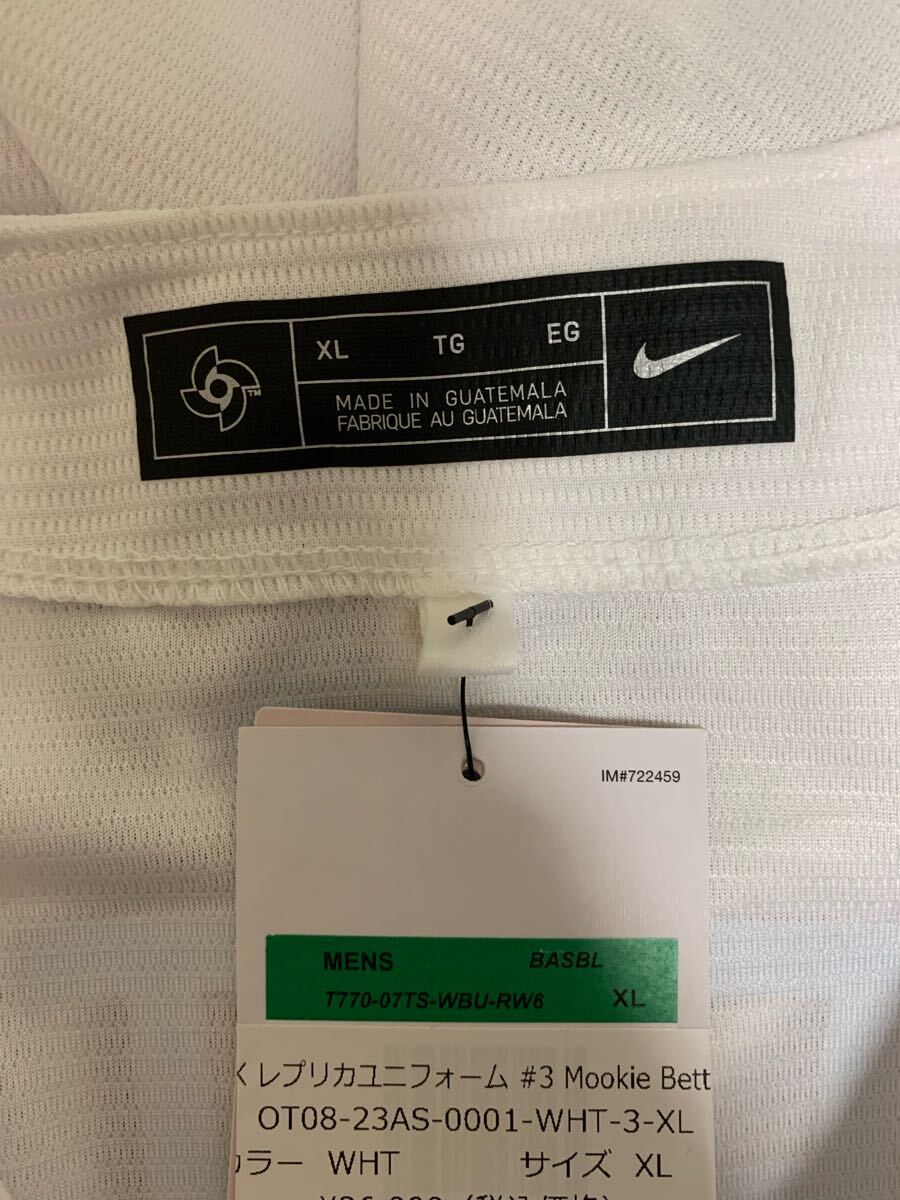 XL TG EG
MADE IN GUATEMALA
FABRIQUE AU GUATEMALA
TM
IM#722459
MENS BASBL
T770-07TS-WBU-RW6 XL
レプリカユニフォーム #3 Mookie Bett
OT08-23AS-0001-WHT-3-XL
カラー WHT サイズ XL